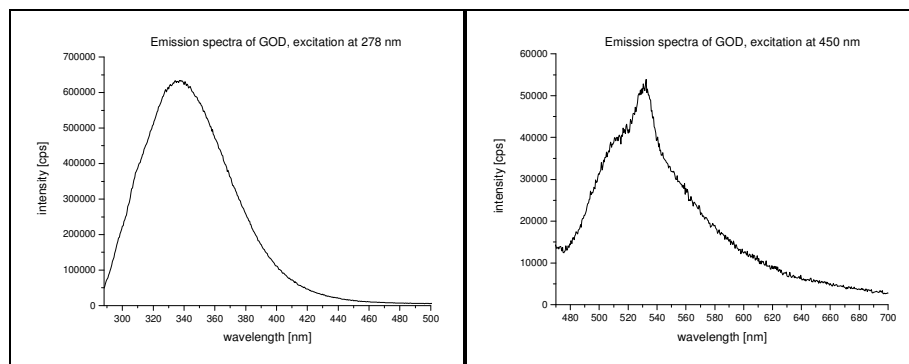 Emission spectra of GOD, excitation at 278 nm
700000
600000
500000
400000
300000
200000
100000
0
intensity [cps]
300 320 340 360 380 400 420 440 460 480 500
wavelength [nm]
Emission spectra of GOD, excitation at 450 nm
60000
50000
40000
30000
20000
10000
0
intensity [cps]
480 500 520 540 560 580 600 620 640 660 680 700
wavelength [nm]